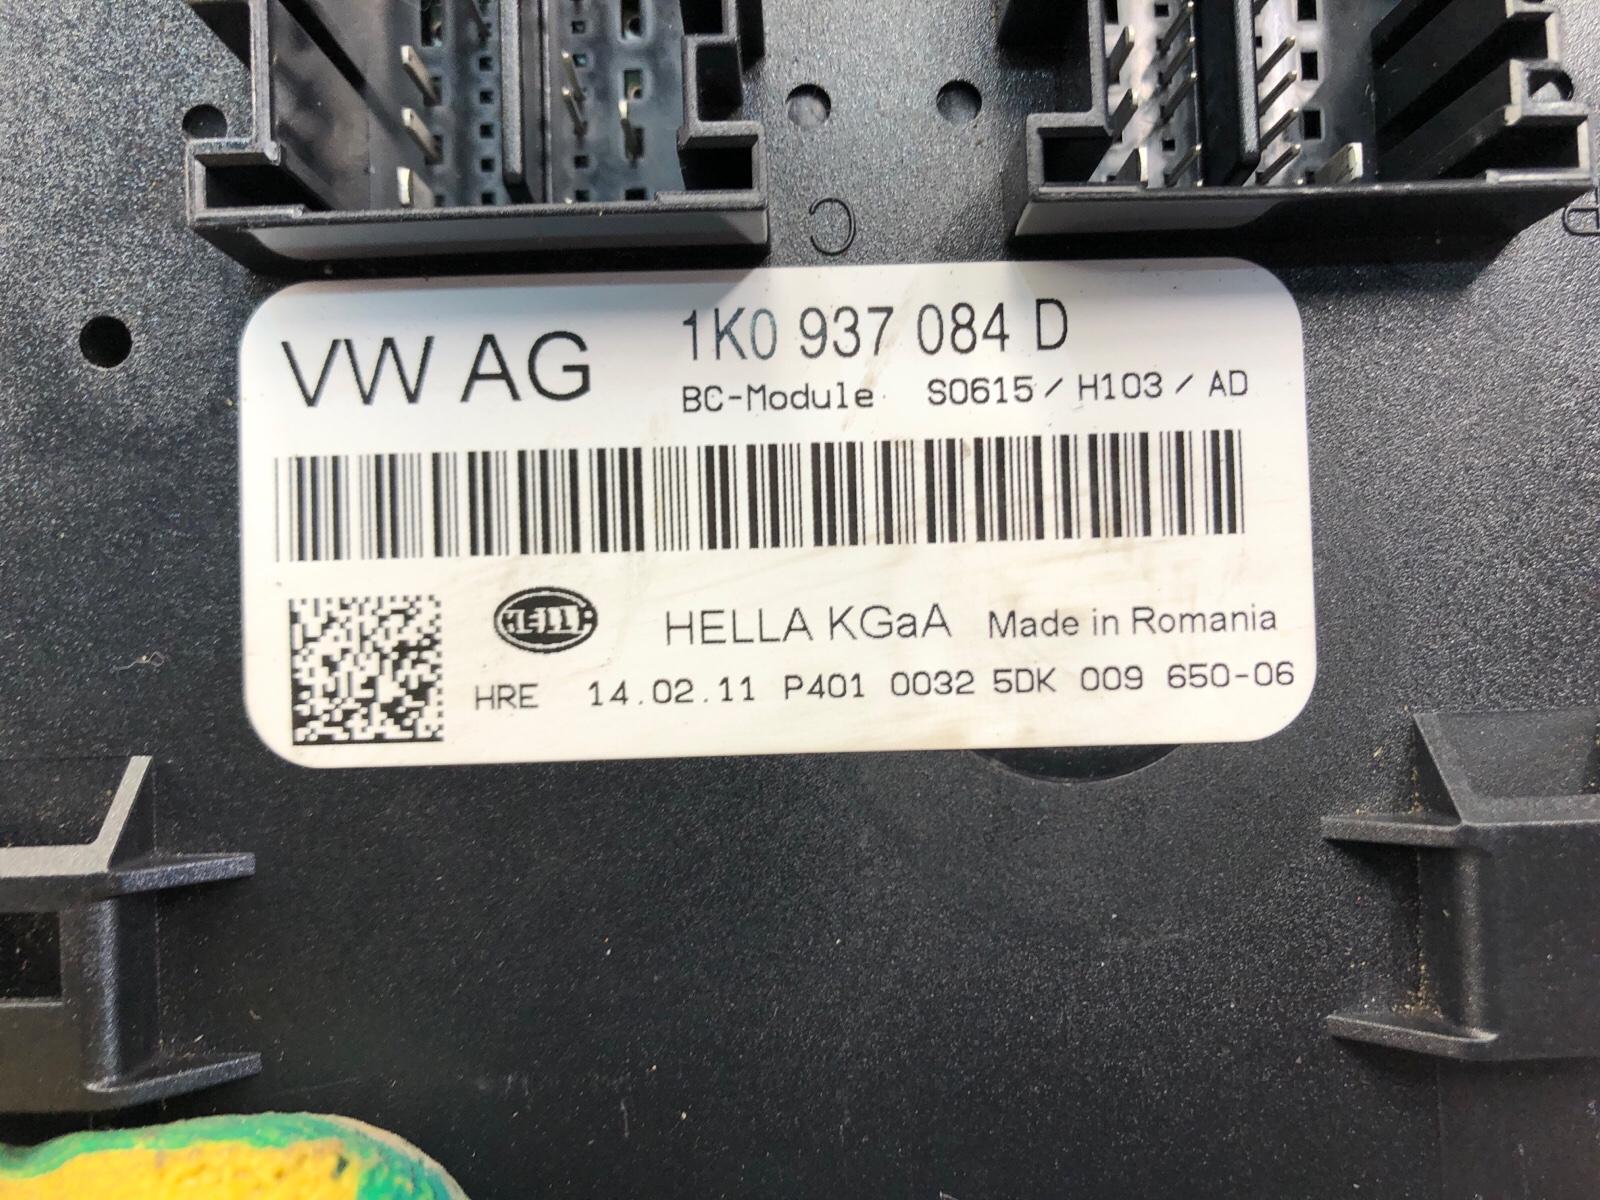 C
A
VW AG
1K0 937 084 D
BC-Module S0615 / H103 / AD
HELLA
HELLA KGaA Made in Romania
HRE 14.02.11 P401 0032 5DK 009 650-06